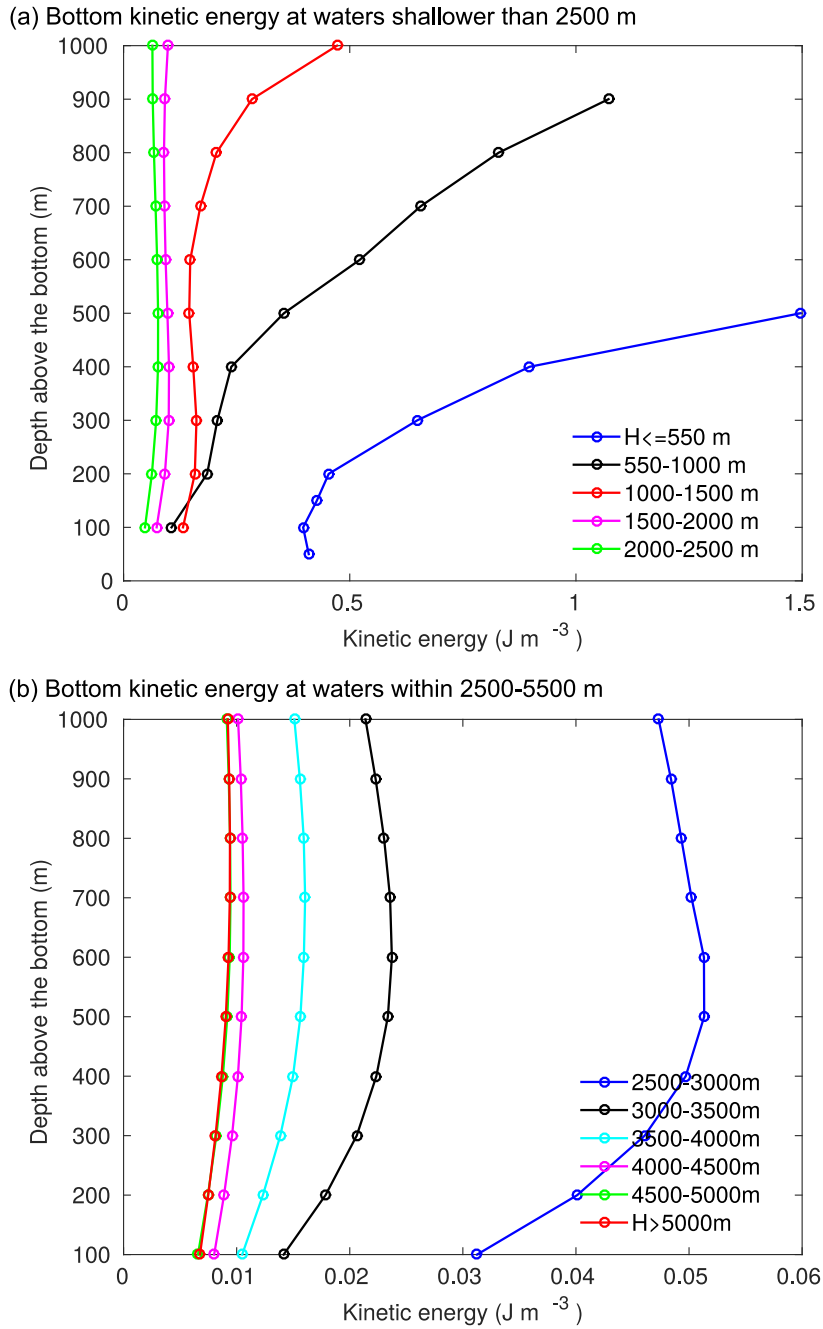 (a) Bottom kinetic energy at waters shallower than 2500 m
1000
900
800
700
600
500
400
300
200
100
0
Depth above the bottom (m)
H<=550 m
550-1000 m
1000-1500 m
1500-2000 m
2000-2500 m
0 0.5 1 1.5
Kinetic energy (J m ⁻³)
(b) Bottom kinetic energy at waters within 2500-5500 m
1000
900
800
700
600
500
400
300
200
100
Depth above the bottom (m)
2500-3000m
3000-3500m
3500-4000m
4000-4500m
4500-5000m
H>5000m
0 0.01 0.02 0.03 0.04 0.05 0.06
Kinetic energy (J m ⁻³)